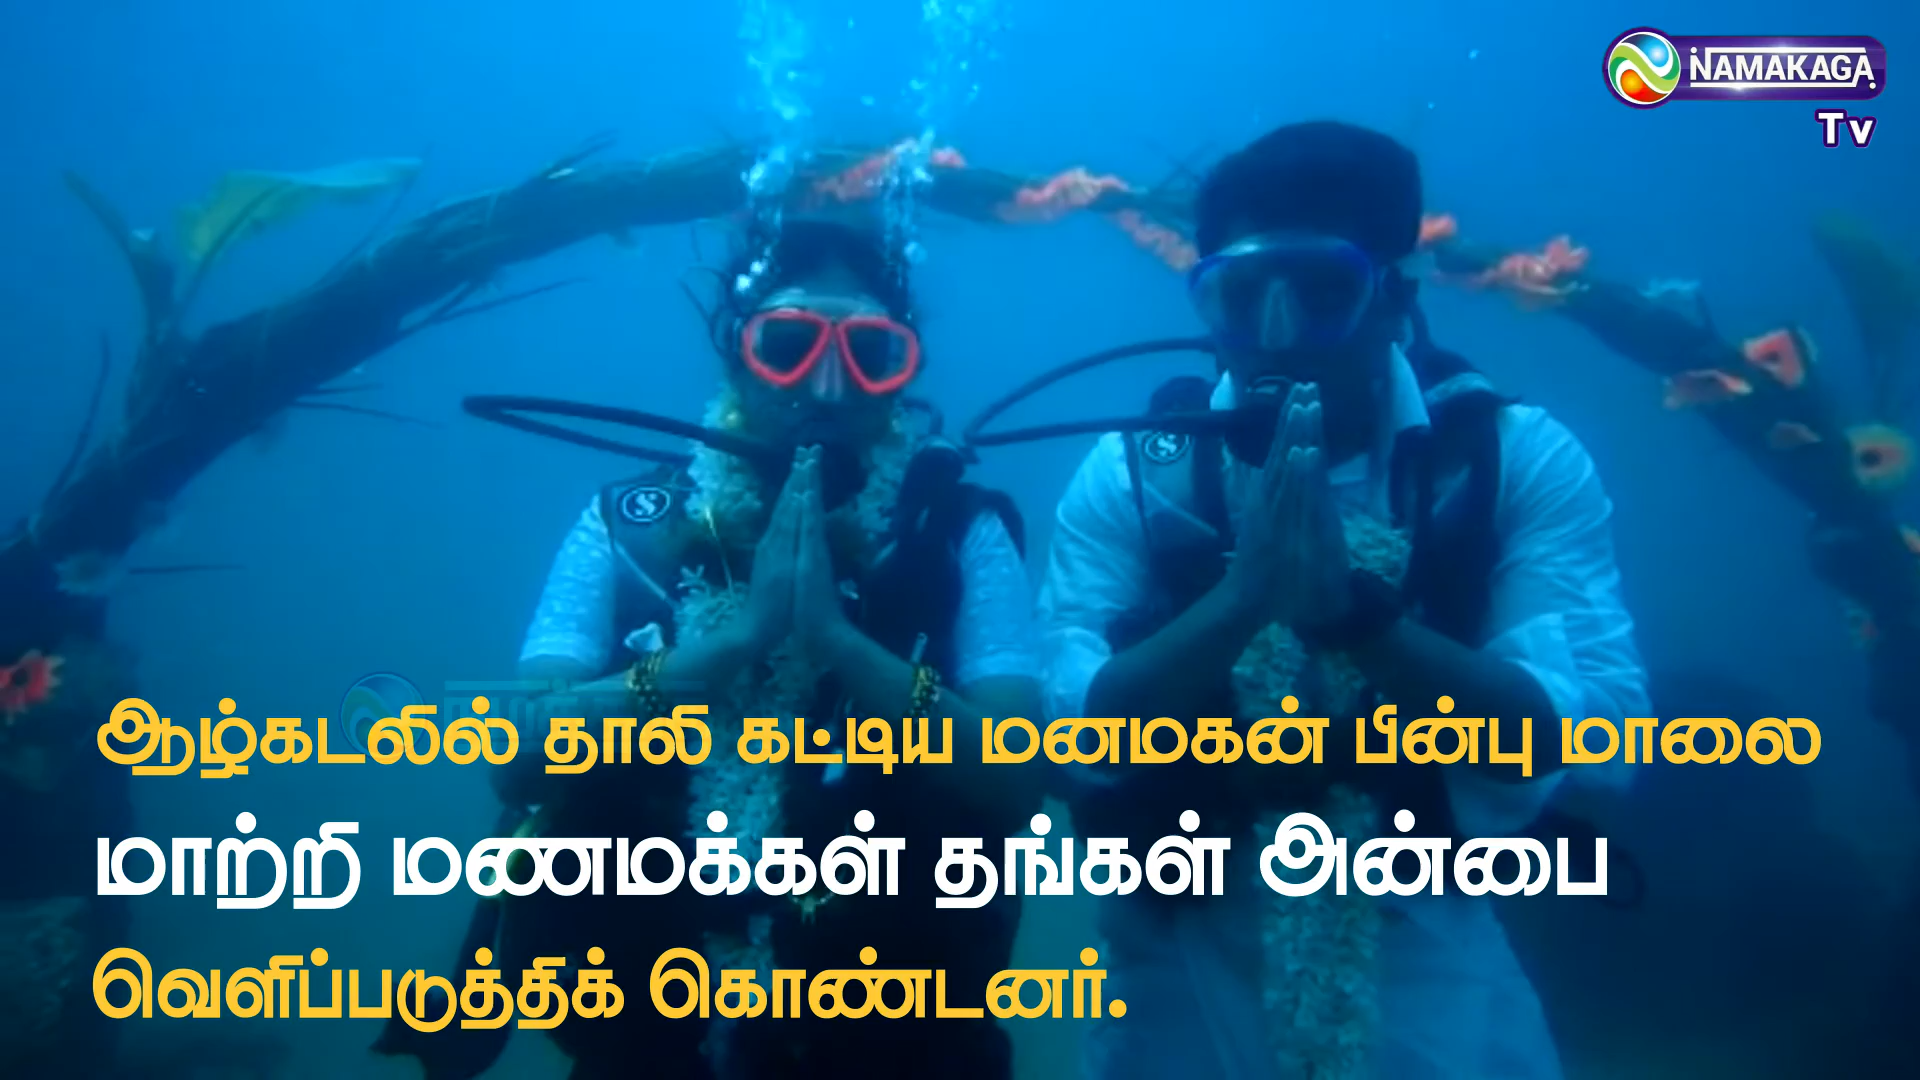 NAMAKAGA
Tv
ஆழ்கடலில் தாலி கட்டிய மனமகன் பின்பு மாலை
மாற்றி மணமக்கள் தங்கள் அன்பை
வெளிப்படுத்திக் கொண்டனர்.